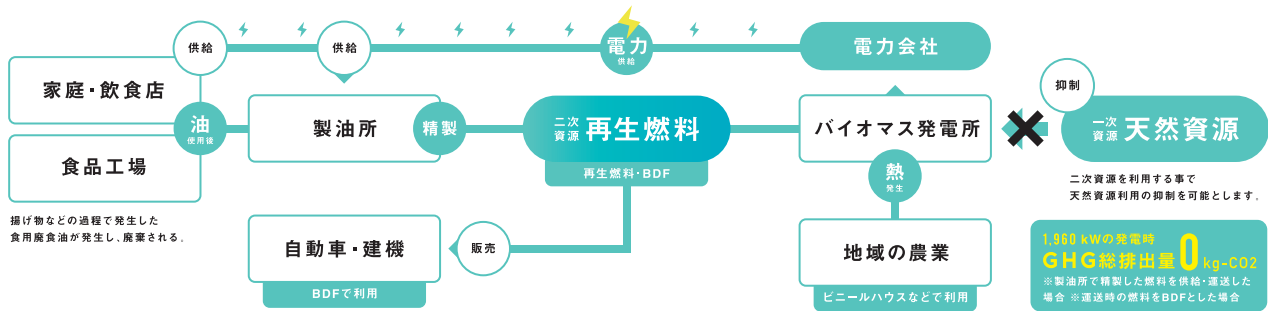 供給
供給
電力
供給
電力会社
抑制
家庭・飲食店
油
使用後
食品工場
揚げ物などの過程で発生した
食用廃食油が発生し、廃棄される。
製油所
精製
二次
資源
再生燃料
再生燃料・BDF
バイオマス発電所
一次
資源
天然資源
二次資源を利用する事で
天然資源利用の抑制を可能とします。
熱
発生
自動車・建機
BDFで利用
販売
地域の農業
ビニールハウスなどで利用
1,960 kWの発電時
GHG総排出量0kg-CO2
※製油所で精製した燃料を供給・運送した
場合 ※運送時の燃料をBDFとした場合